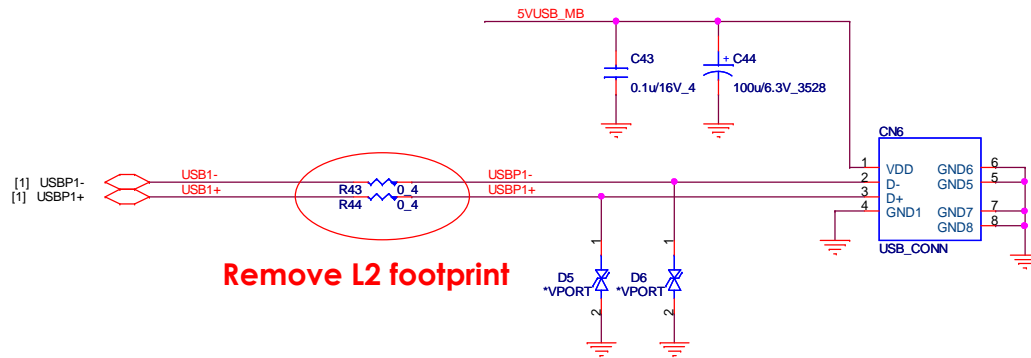 5VUSB_MB
C43
0.1u/16V_4
+ C44
100u/6.3V_3528
CN6
[1] USBP1-
[1] USBP1+
USB1-
USB1+
R43 0_4
R44 0_4
USBP1-
USBP1+
1 VDD GND6 6
2 D- GND5 5
3 D+
4 GND1 GND7 7
GND8 8
USB_CONN
Remove L2 footprint
1
D5
*VPORT
2
1
D6
*VPORT
2